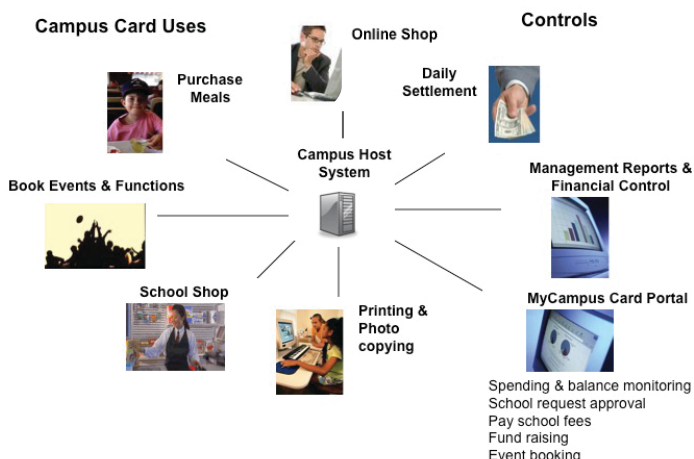 Campus Card Uses
Controls
Online Shop
Purchase
Meals
Daily
Settlement
Campus Host
System
Book Events & Functions
Management Reports &
Financial Control
School Shop
Printing &
Photo
copying
MyCampus Card Portal
Spending & balance monitoring
School request approval
Pay school fees
Fund raising
Event booking